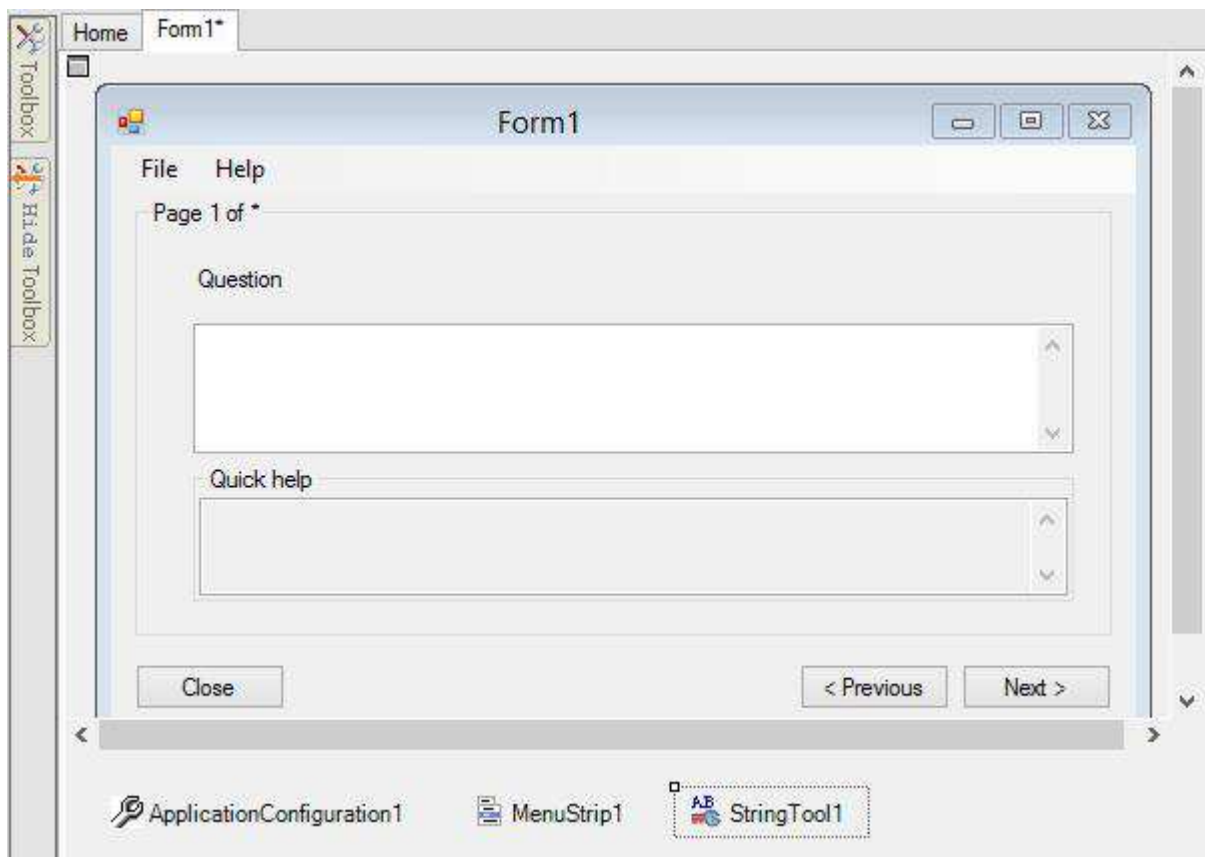 Home Form1*
Toolbox
Hide Toolbox
Form1
File Help
Page 1 of *
Question
Quick help
Close < Previous Next >
ApplicationConfiguration1 MenuStrip1 AB StringTool1